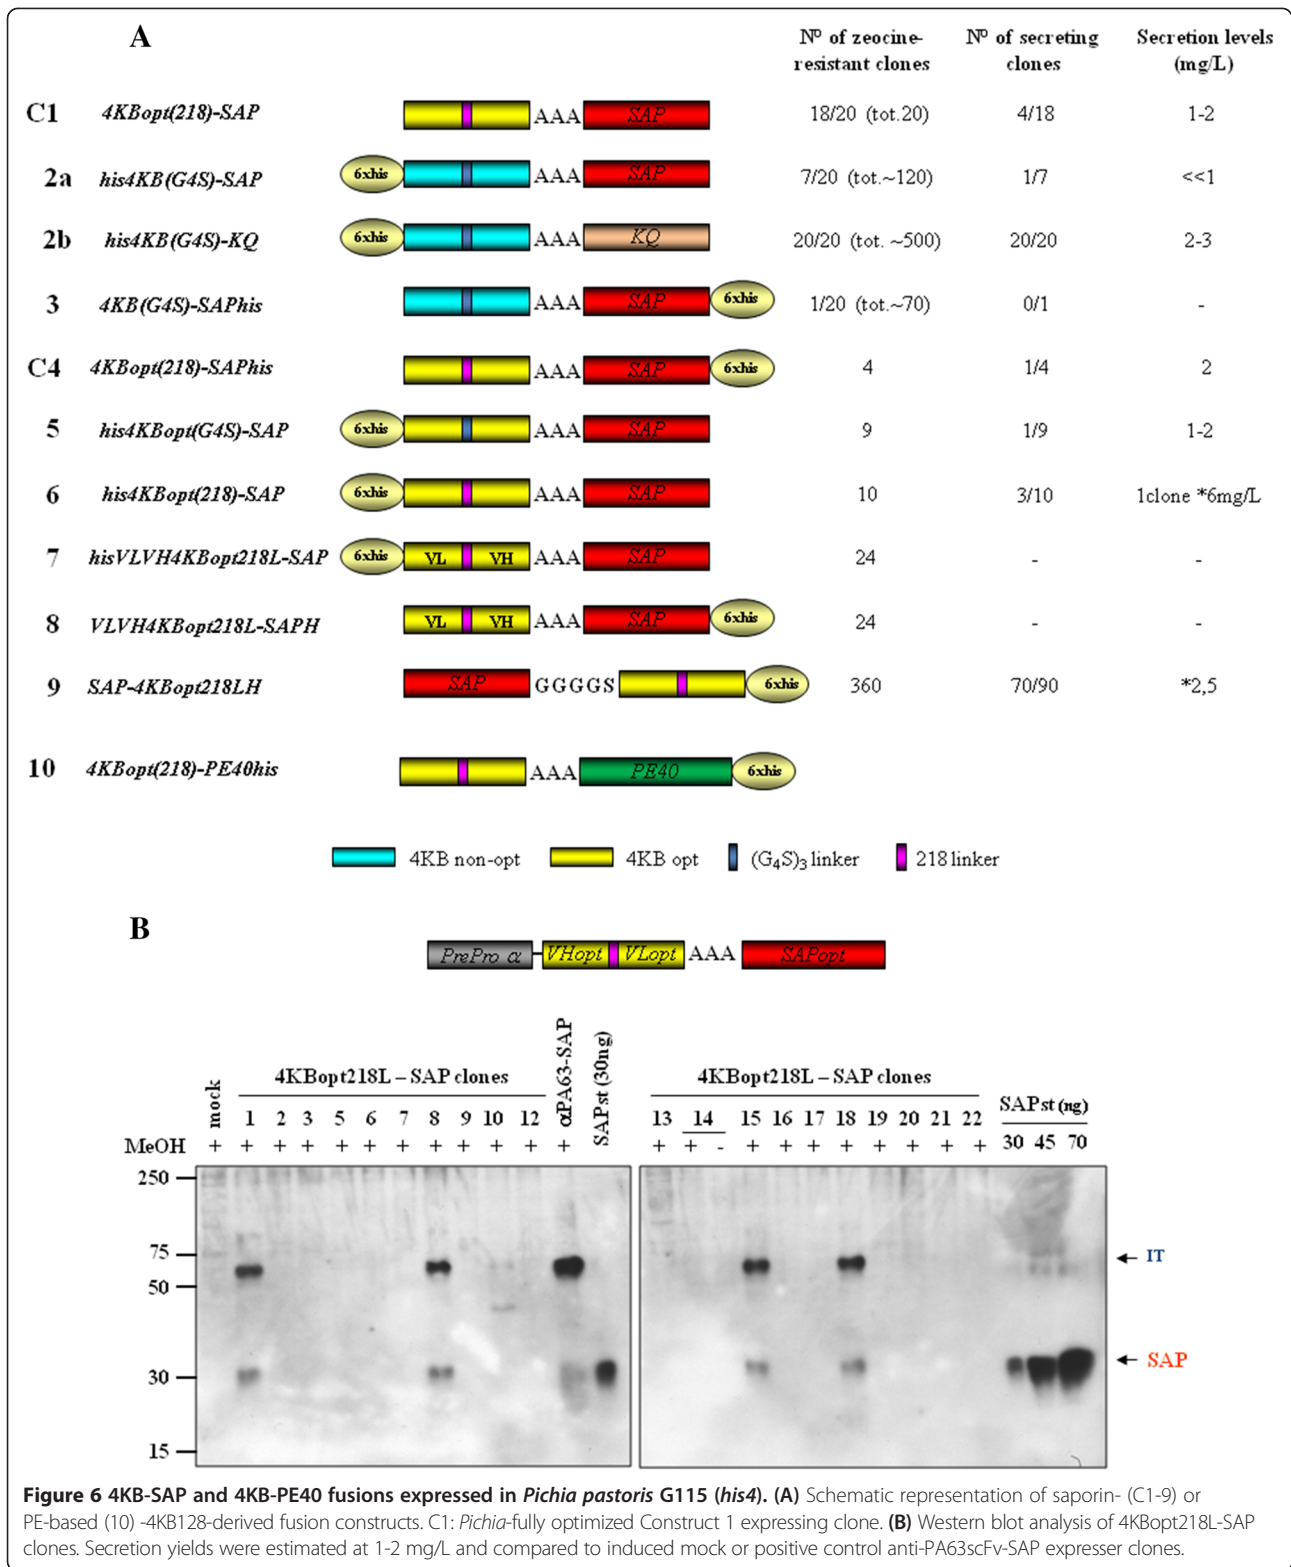 A
Nº of zeocine-resistant clones
Nº of secreting clones
Secretion levels (mg/L)
C1 4KBopt(218)-SAP AAA SAP 18/20 (tot.20) 4/18 1-2
2a his4KB(G4S)-SAP 6xhis AAA SAP 7/20 (tot.~120) 1/7 <<1
2b his4KB(G4S)-KQ 6xhis AAA KQ 20/20 (tot. ~500) 20/20 2-3
3 4KB(G4S)-SAPhis AAA SAP 6xhis 1/20 (tot.~70) 0/1 -
C4 4KBopt(218)-SAPhis AAA SAP 6xhis 4 1/4 2
5 his4KBopt(G4S)-SAP 6xhis AAA SAP 9 1/9 1-2
6 his4KBopt(218)-SAP 6xhis AAA SAP 10 3/10 1clone *6mg/L
7 hisVLVH4KBopt218L-SAP 6xhis VL VH AAA SAP 24 - -
8 VLVH4KBopt218L-SAPH VL VH AAA SAP 6xhis 24 - -
9 SAP-4KBopt218LH SAP GGGGS 6xhis 360 70/90 *2,5
10 4KBopt(218)-PE40his AAA PE40 6xhis
4KB non-opt 4KB opt (G₄S)₃ linker 218 linker
B
PrePro α VHopt VLopt AAA SAPopt
mock 4KBopt218L – SAP clones αPA63-SAP SAPst (30ng) 4KBopt218L – SAP clones SAPst (ng)
1 2 3 5 6 7 8 9 10 12 13 14 15 16 17 18 19 20 21 22
MeOH + + + + + + + + + + + + + + - + + + + + + + + 30 45 70
250
75
50
30
15
IT
SAP
Figure 6 4KB-SAP and 4KB-PE40 fusions expressed in Pichia pastoris G115 (his4). (A) Schematic representation of saporin- (C1-9) or
PE-based (10) -4KB128-derived fusion constructs. C1: Pichia-fully optimized Construct 1 expressing clone. (B) Western blot analysis of 4KBopt218L-SAP
clones. Secretion yields were estimated at 1-2 mg/L and compared to induced mock or positive control anti-PA63scFv-SAP expresser clones.